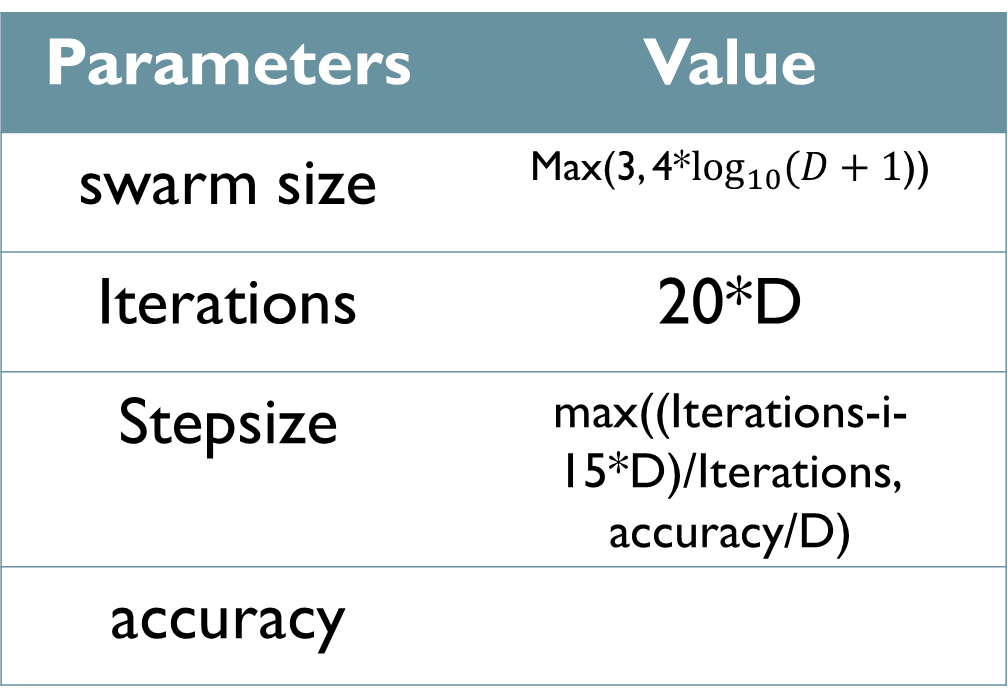 Parameters Value
swarm size Max(3, 4*log₁₀(D + 1))
Iterations 20*D
Stepsize max((Iterations-i-
15*D)/Iterations,
accuracy/D)
accuracy